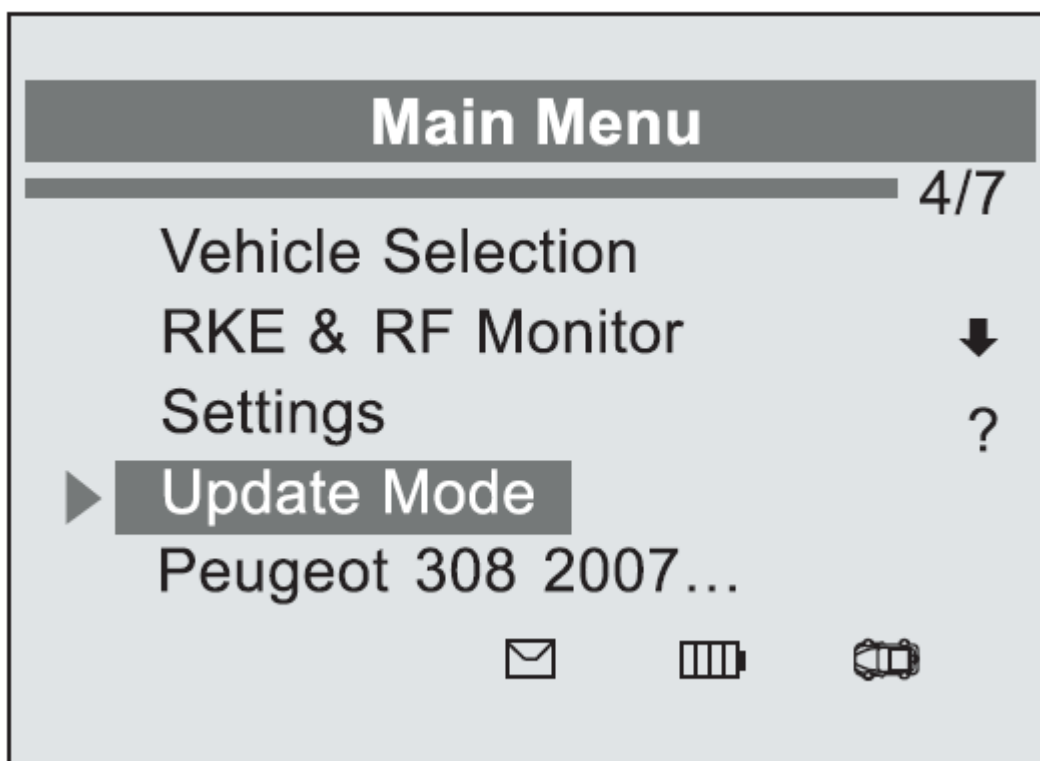 Main Menu
4/7
Vehicle Selection
RKE & RF Monitor
Settings
?
Update Mode
Peugeot 308 2007...